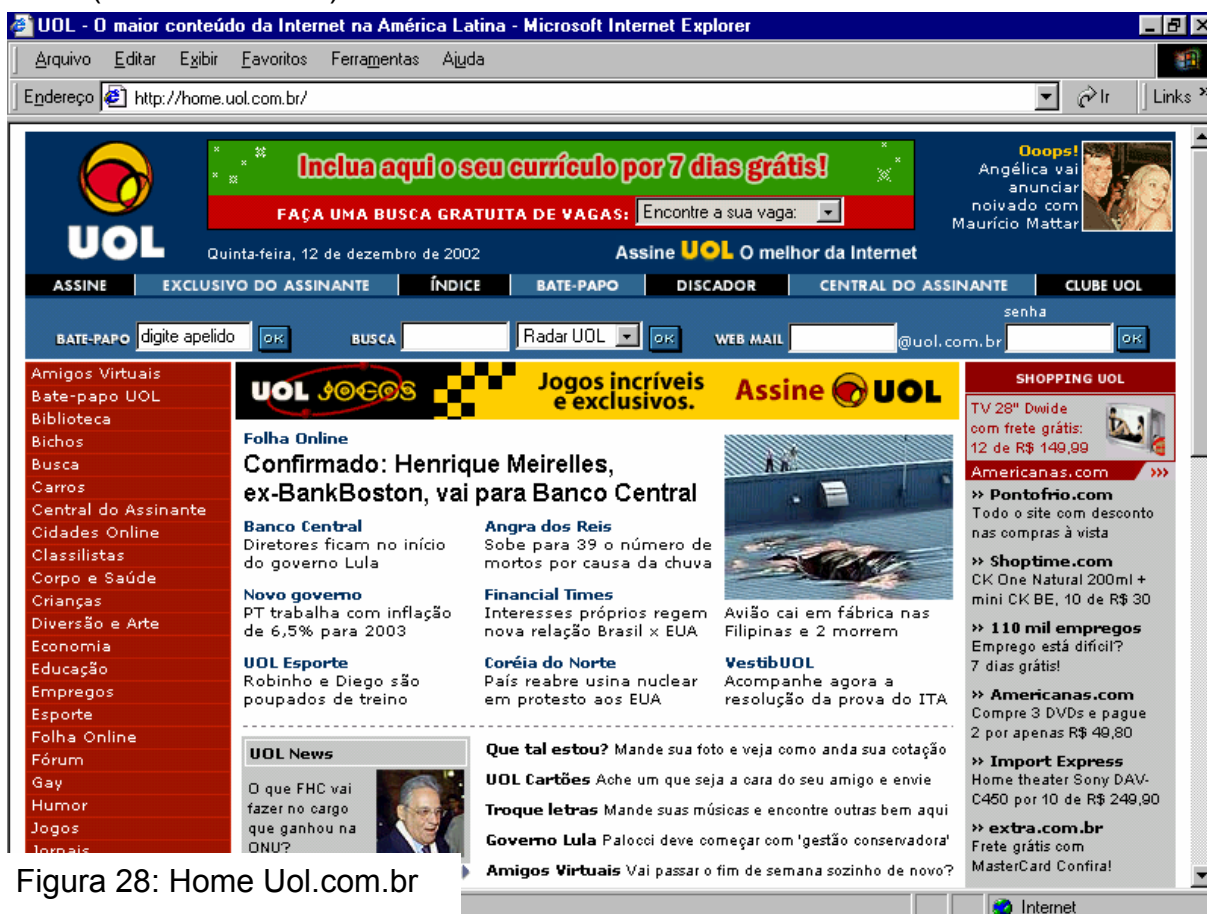 UOL - O maior conteúdo da Internet na América Latina - Microsoft Internet Explorer
Arquivo Editar Exibir Favoritos Ferramentas Ajuda
Endereço http://home.uol.com.br/ Ir Links »
UOL
Inclua aqui o seu currículo por 7 dias grátis!
FAÇA UMA BUSCA GRATUITA DE VAGAS: Encontre a sua vaga:
Quinta-feira, 12 de dezembro de 2002
Assine UOL O melhor da Internet
Ooops!
Angélica vai
anunciar
noivado com
Maurício Mattar
ASSINE EXCLUSIVO DO ASSINANTE ÍNDICE BATE-PAPO DISCADOR CENTRAL DO ASSINANTE CLUBE UOL
senha
BATE-PAPO digite apelido OK BUSCA Radar UOL OK WEB MAIL @uol.com.br OK
Amigos Virtuais
Bate-papo UOL
Biblioteca
Bichos
Busca
Carros
Central do Assinante
Cidades Online
Classilistas
Corpo e Saúde
Crianças
Diversão e Arte
Economia
Educação
Empregos
Esporte
Folha Online
Fórum
Gay
Humor
Jogos
Jornais
UOL JOGOS
Jogos incríveis
e exclusivos.
Assine UOL
Folha Online
Confirmado: Henrique Meirelles,
ex-BankBoston, vai para Banco Central
Banco Central
Diretores ficam no início
do governo Lula
Novo governo
PT trabalha com inflação
de 6,5% para 2003
UOL Esporte
Robinho e Diego são
poupados de treino
Angra dos Reis
Sobe para 39 o número de
mortos por causa da chuva
Financial Times
Interesses próprios regem
nova relação Brasil x EUA
Coréia do Norte
País reabre usina nuclear
em protesto aos EUA
Avião cai em fábrica nas
Filipinas e 2 morrem
VestibUOL
Acompanhe agora a
resolução da prova do ITA
UOL News
O que FHC vai
fazer no cargo
que ganhou na
ONU?
Que tal estou? Mande sua foto e veja como anda sua cotação
UOL Cartões Ache um que seja a cara do seu amigo e envie
Troque letras Mande suas músicas e encontre outras bem aqui
Governo Lula Palocci deve começar com 'gestão conservadora'
Amigos Virtuais Vai passar o fim de semana sozinho de novo?
SHOPPING UOL
TV 28" Dwide
com frete grátis:
12 de R$ 149,99
Americanas.com »»
» Pontofrio.com
Todo o site com desconto
nas compras à vista
» Shoptime.com
CK One Natural 200ml +
mini CK BE, 10 de R$ 30
» 110 mil empregos
Emprego está difícil?
7 dias grátis!
» Americanas.com
Compre 3 DVDs e pague
2 por apenas R$ 49,80
» Import Express
Home theater Sony DAV-
C450 por 10 de R$ 249,90
» extra.com.br
Frete grátis com
MasterCard Confira!
Figura 28: Home Uol.com.br
Internet